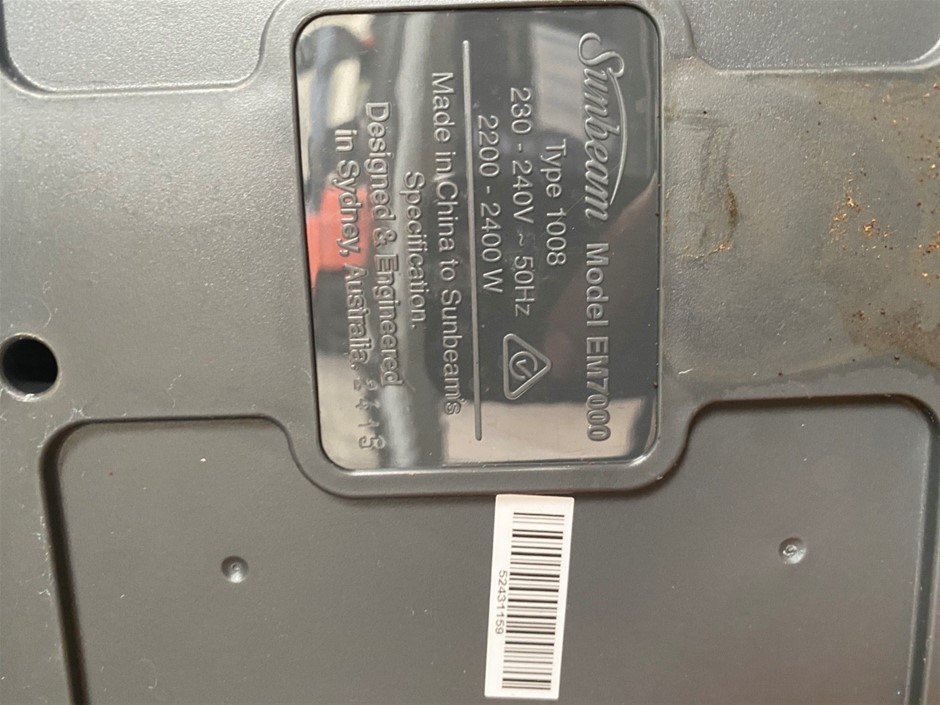 Sunbeam Model EM7000
Type 1008
230 - 240V ~ 50Hz
2200 - 2400 W
Made in China to Sunbeam's
Specification.
Designed & Engineered
in Sydney, Australia.
52431159